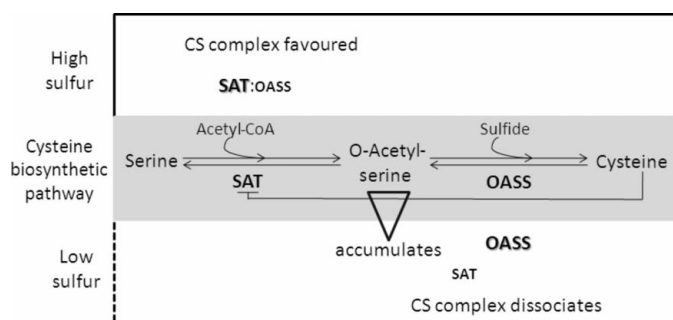 CS complex favoured
High
sulfur
SAT:OASS
Acetyl-CoA
Sulfide
Cysteine
biosynthetic
pathway
Serine
O-Acetyl-
serine
Cysteine
SAT
OASS
accumulates
OASS
Low
sulfur
SAT
CS complex dissociates